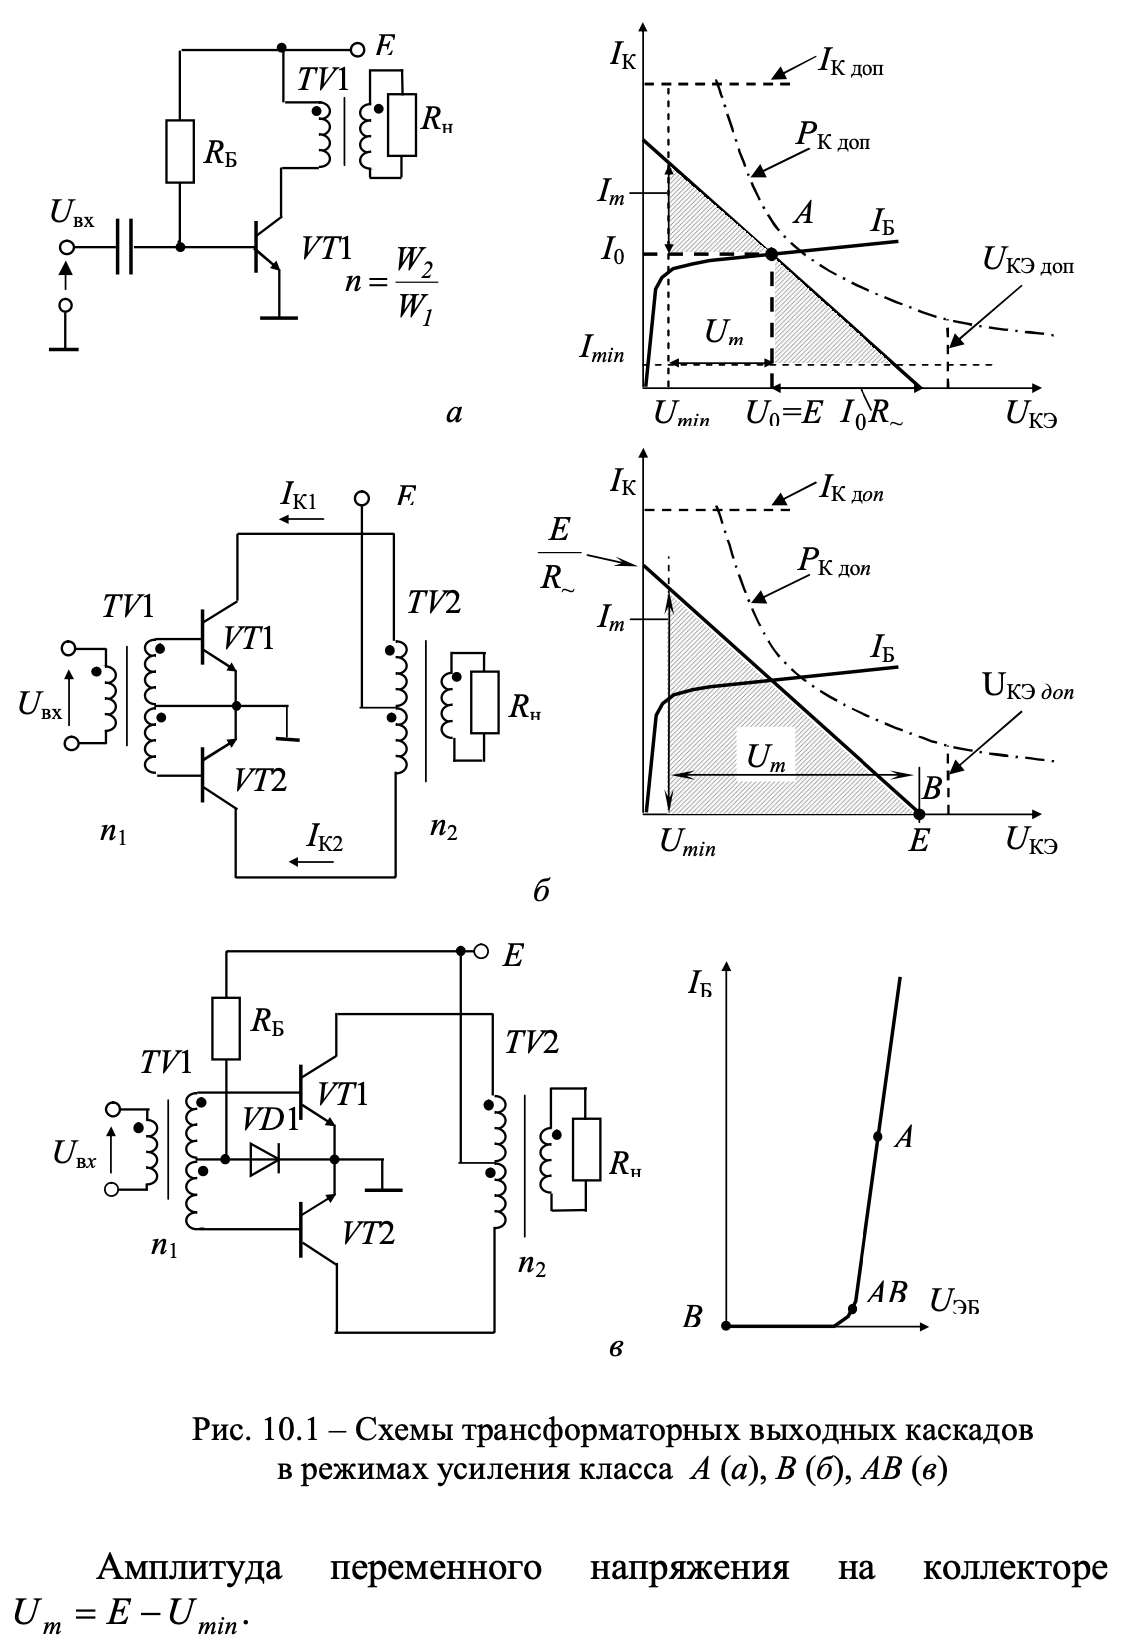 E
TV1
R_Н
R_Б
U_вх
VT1
n = W_2/W_1
а
I_К
I_К доп
P_К доп
I_m
A
I_Б
I_0
U_КЭ доп
U_m
I_min
U_min
U_0=E
I_0R_~
U_КЭ
I_К1
E
TV1
TV2
VT1
U_вх
R_Н
VT2
n_1
n_2
I_К2
б
I_К
I_К доп
E/R_~
P_К доп
I_m
I_Б
U_КЭ доп
U_m
B
U_min
E
U_КЭ
E
R_Б
TV1
TV2
VT1
VD1
U_вх
R_Н
VT2
n_1
n_2
в
I_Б
A
AB
U_ЭБ
B
Рис. 10.1 – Схемы трансформаторных выходных каскадов
в режимах усиления класса A (а), B (б), AB (в)
Амплитуда переменного напряжения на коллекторе
U_m = E − U_min.